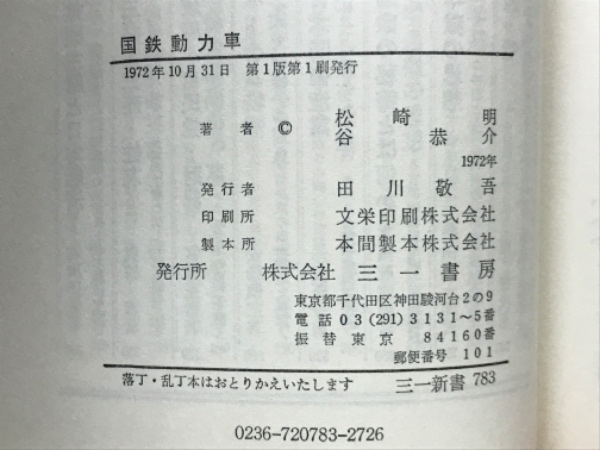 国鉄動力車
1972年10月31日 第1版第1刷発行
著者 © 松崎明
谷恭介
1972年
発行者 田川敬吾
印刷所 文栄印刷株式会社
製本所 本間製本株式会社
発行所 株式会社 三一書房
東京都千代田区神田駿河台2の9
電話 03(291)3131〜5番
振替東京 84160番
郵便番号 101
落丁・乱丁本はおとりかえいたします 三一新書 783
0236-720783-2726